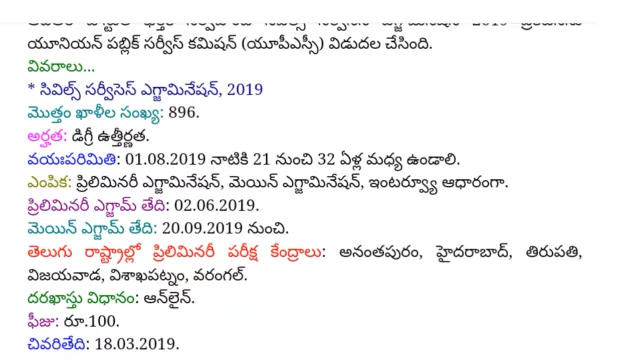 యూనియన్ పబ్లిక్ సర్వీస్ కమిషన్ (యూపీఎస్సీ) విడుదల చేసింది.
వివరాలు...
* సివిల్స్ సర్వీసెస్ ఎగ్జామినేషన్, 2019
మొత్తం ఖాళీల సంఖ్య: 896.
అర్హత: డిగ్రీ ఉత్తీర్ణత.
వయఃపరిమితి: 01.08.2019 నాటికి 21 నుంచి 32 ఏళ్ల మధ్య ఉండాలి.
ఎంపిక: ప్రిలిమినరీ ఎగ్జామినేషన్, మెయిన్ ఎగ్జామినేషన్, ఇంటర్వ్యూ ఆధారంగా.
ప్రిలిమినరీ ఎగ్జామ్ తేది: 02.06.2019.
మెయిన్ ఎగ్జామ్ తేది: 20.09.2019 నుంచి.
తెలుగు రాష్ట్రాల్లో ప్రిలిమినరీ పరీక్ష కేంద్రాలు: అనంతపురం, హైదరాబాద్, తిరుపతి,
విజయవాడ, విశాఖపట్నం, వరంగల్.
దరఖాస్తు విధానం: ఆన్‌లైన్.
ఫీజు: రూ.100.
చివరితేది: 18.03.2019.